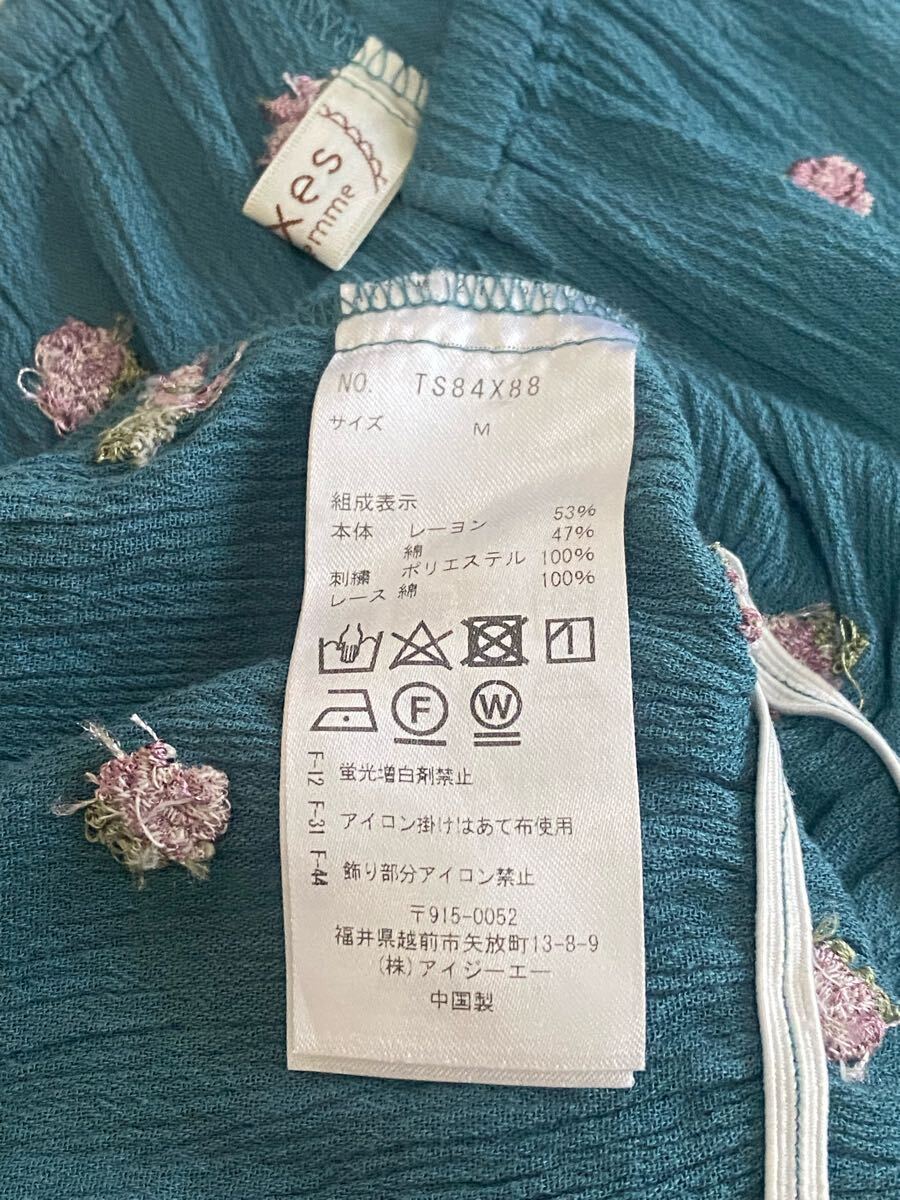 xes
emme
NO. TS84X88
サイズ M
組成表示
本体 レーヨン 53%
綿 47%
刺繍 ポリエステル 100%
レース 綿 100%
1
F W
F-12 F-31 F-44
蛍光増白剤禁止
アイロン掛けはあて布使用
飾り部分アイロン禁止
〒915-0052
福井県越前市矢放町13-8-9
(株)アイジーエー
中国製